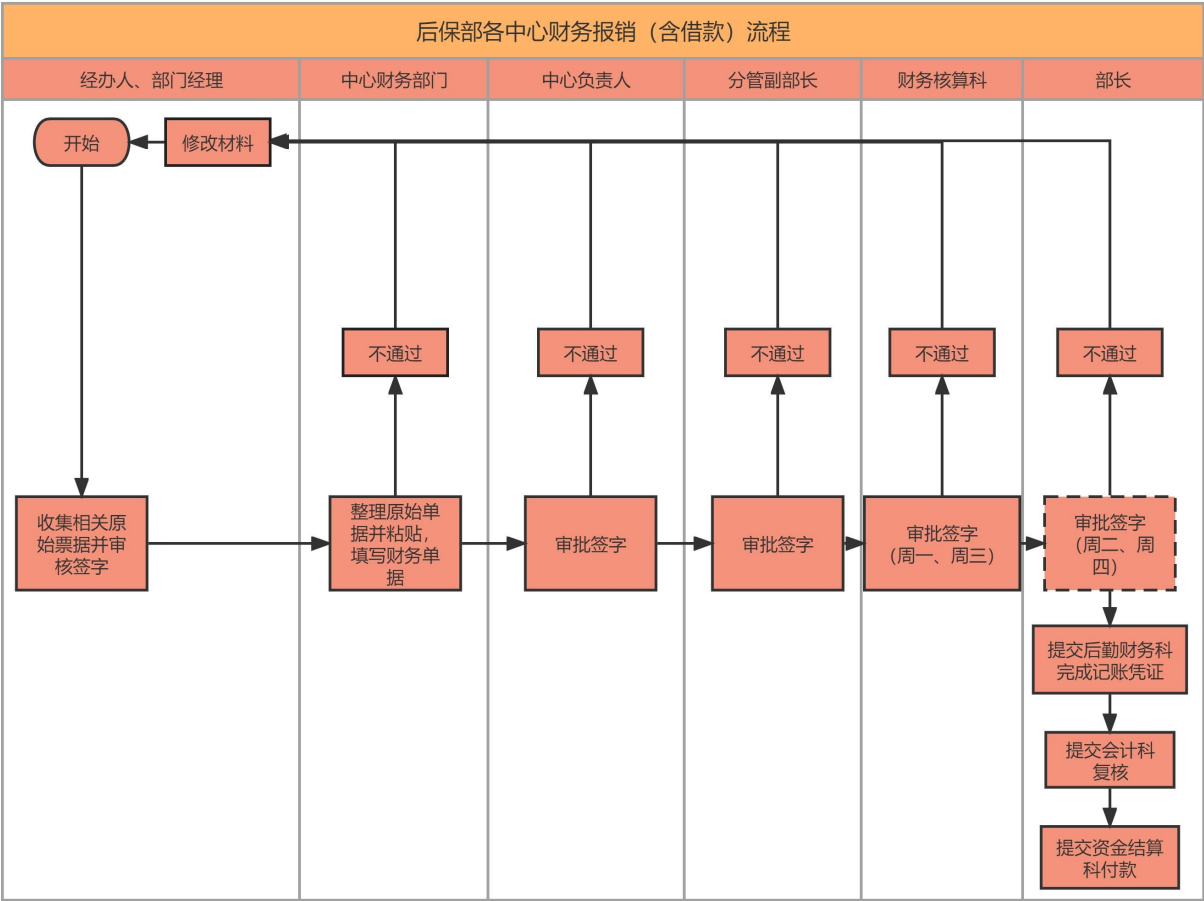 后保部各中心财务报销（含借款）流程
经办人、部门经理
中心财务部门
中心负责人
分管副部长
财务核算科
部长
开始
修改材料
不通过
不通过
不通过
不通过
不通过
收集相关原
始票据并审
核签字
整理原始单
据并粘贴，
填写财务单
据
审批签字
审批签字
审批签字
（周一、周三）
审批签字
（周二、周
四）
提交后勤财务科
完成记账凭证
提交会计科
复核
提交资金结算
科付款